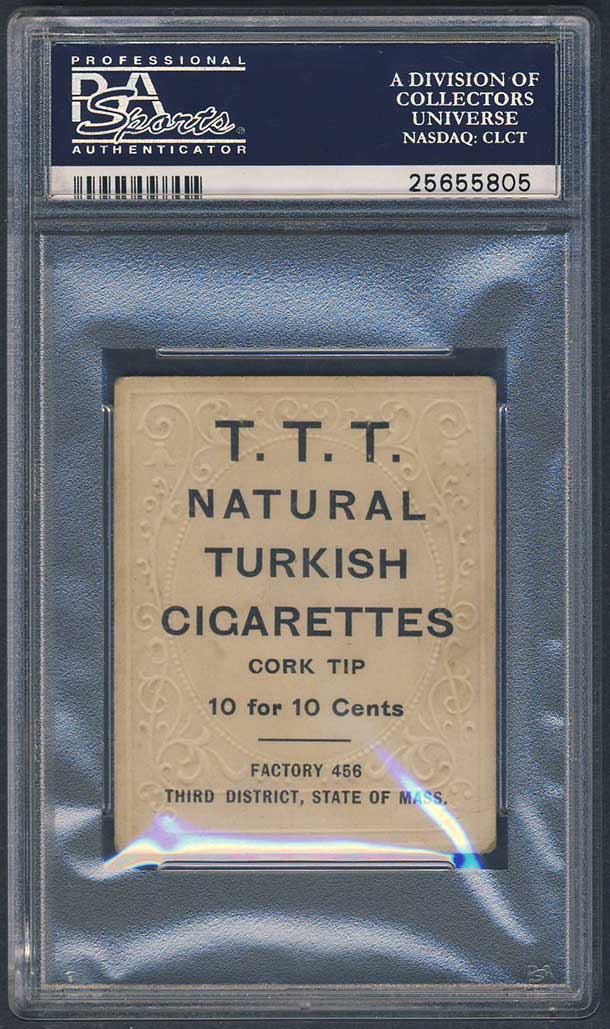 PROFESSIONAL
PSA
Sports
AUTHENTICATOR
A DIVISION OF
COLLECTORS
UNIVERSE
NASDAQ: CLCT
25655805
T. T. T.
NATURAL
TURKISH
CIGARETTES
CORK TIP
10 for 10 Cents
FACTORY 456
THIRD DISTRICT, STATE OF MASS.
PSA